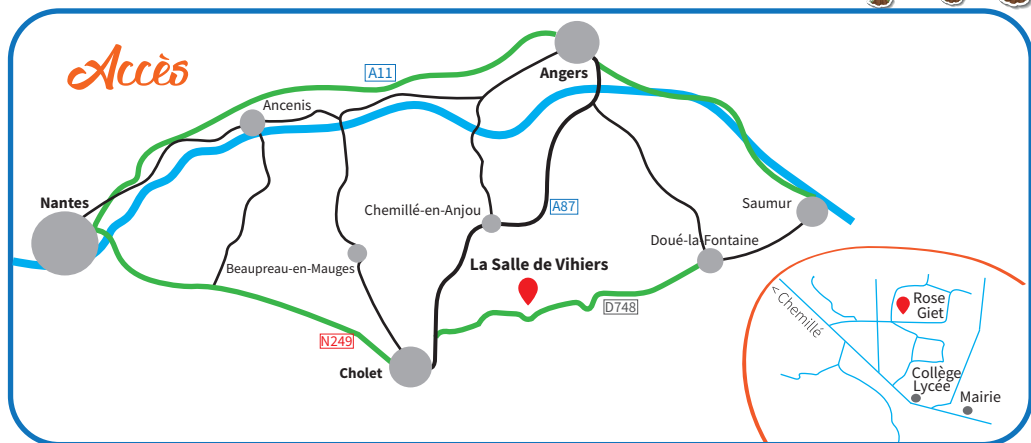 Accès
A11
Angers
Ancenis
Nantes
Chemillé-en-Anjou
A87
Saumur
Doué-la-Fontaine
Beaupreau-en-Mauges
La Salle de Vihiers
D748
N249
Cholet
< Chemillé
Rose
Giet
Collège
Lycée
Mairie